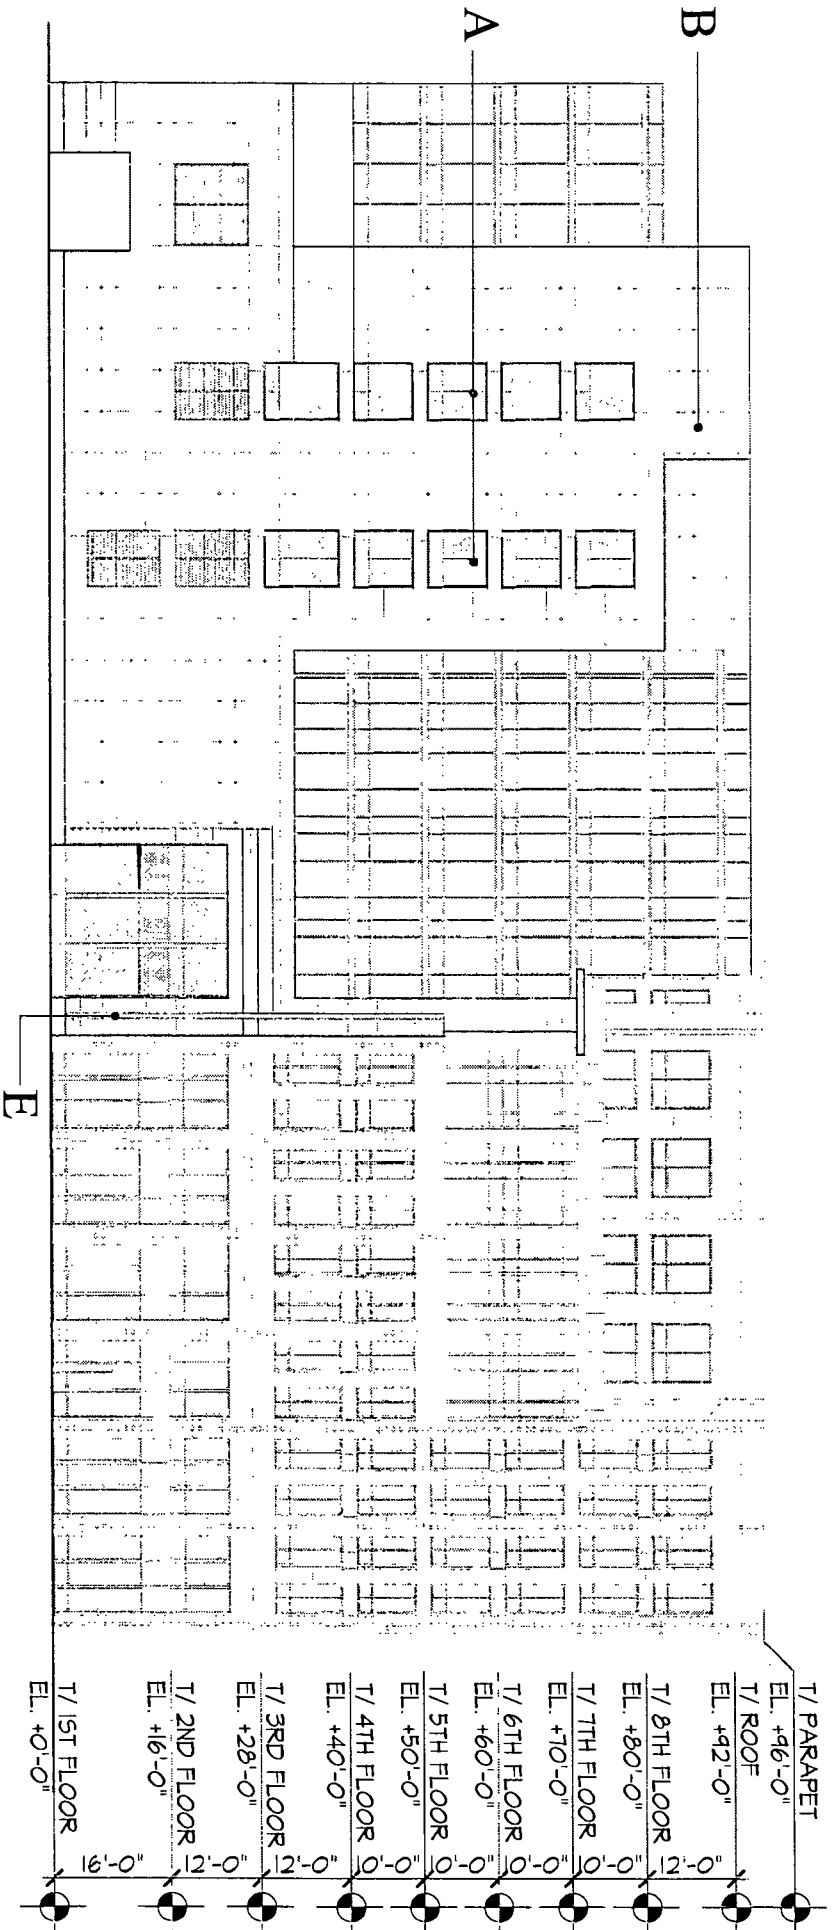 B
A
E
T/ PARAPET
EL. +96'-0"
T/ ROOF
EL. +92'-0"
T/ 8TH FLOOR
EL. +80'-0"
T/ 7TH FLOOR
EL. +70'-0"
T/ 6TH FLOOR
EL. +60'-0"
T/ 5TH FLOOR
EL. +50'-0"
T/ 4TH FLOOR
EL. +40'-0"
T/ 3RD FLOOR
EL. +28'-0"
T/ 2ND FLOOR
EL. +16'-0"
T/ 1ST FLOOR
EL. +0'-0"
12'-0"
10'-0"
10'-0"
10'-0"
10'-0"
12'-0"
12'-0"
16'-0"